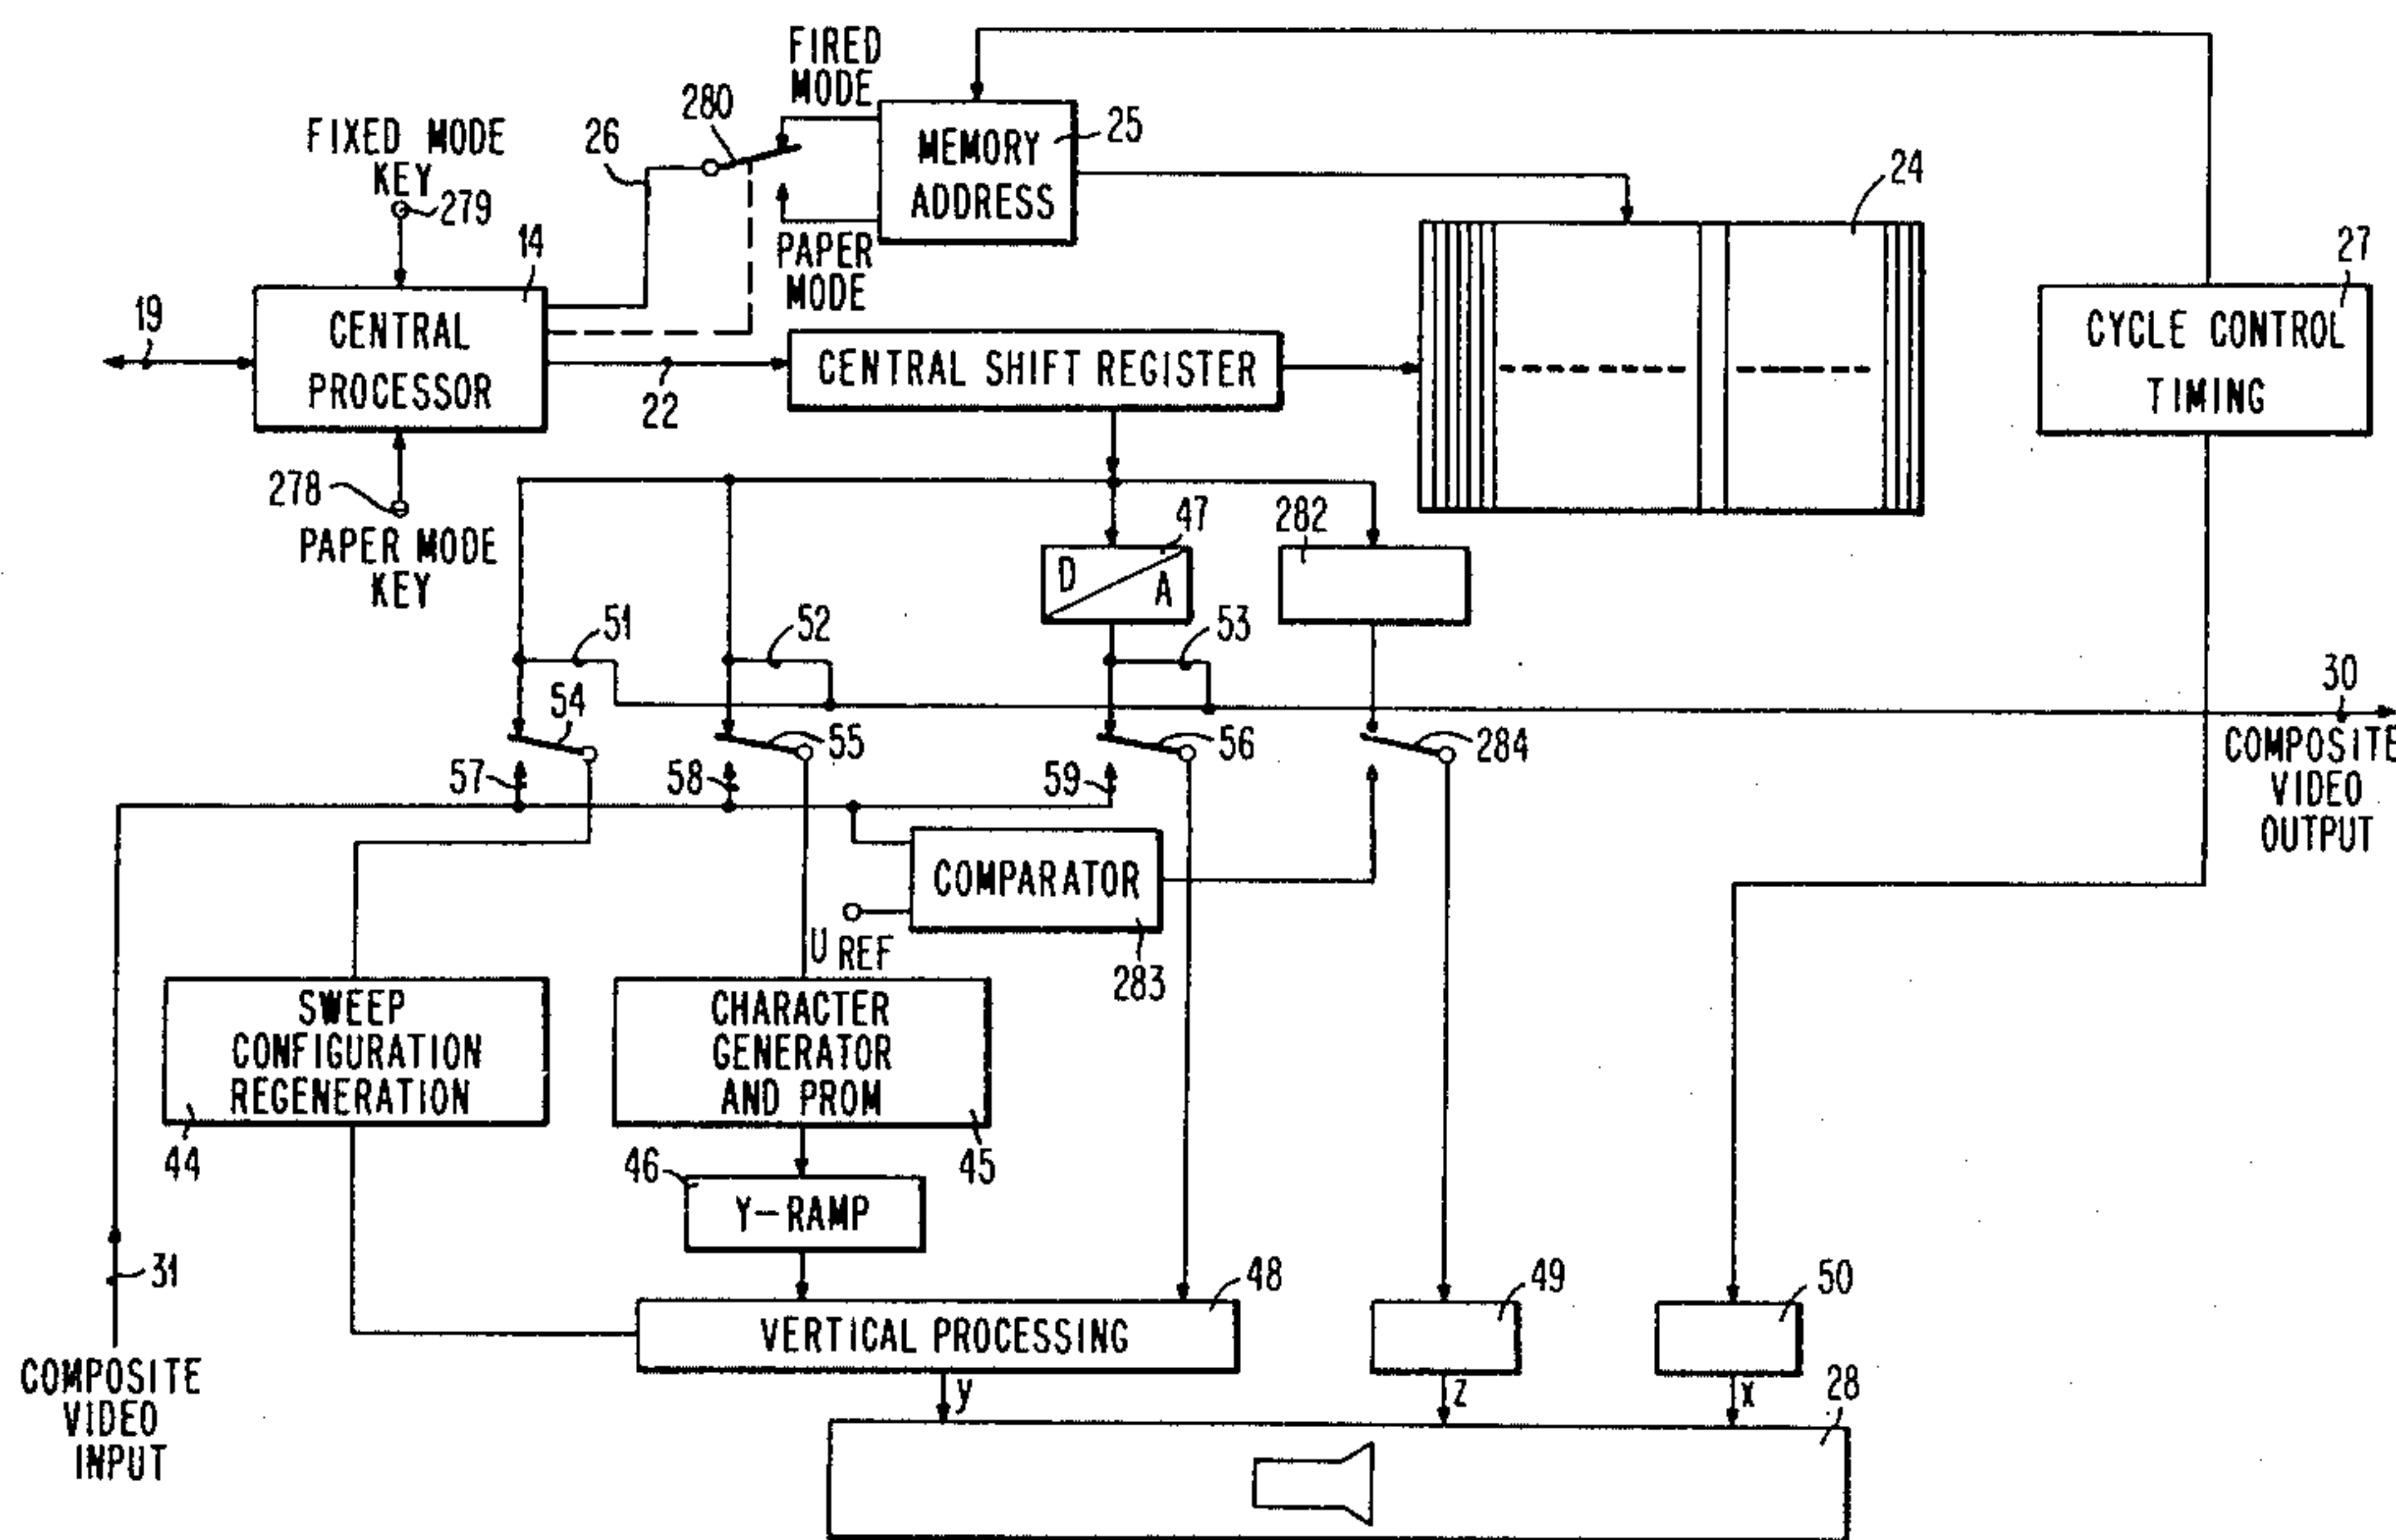 FIRED
MODE
280
FIXED MODE
KEY
26
MEMORY
ADDRESS
25
24
279
PAPER
MODE
14
27
19
CENTRAL
PROCESSOR
CENTRAL SHIFT REGISTER
CYCLE CONTROL
TIMING
22
278
PAPER MODE
KEY
47
282
D
A
51
52
53
30
54
55
56
284
COMPOSITE
VIDEO
OUTPUT
57
58
59
COMPARATOR
U REF
283
SWEEP
CONFIGURATION
REGENERATION
CHARACTER
GENERATOR
AND PROM
44
46
45
Y-RAMP
31
48
49
50
VERTICAL PROCESSING
COMPOSITE
VIDEO
INPUT
y
z
x
28